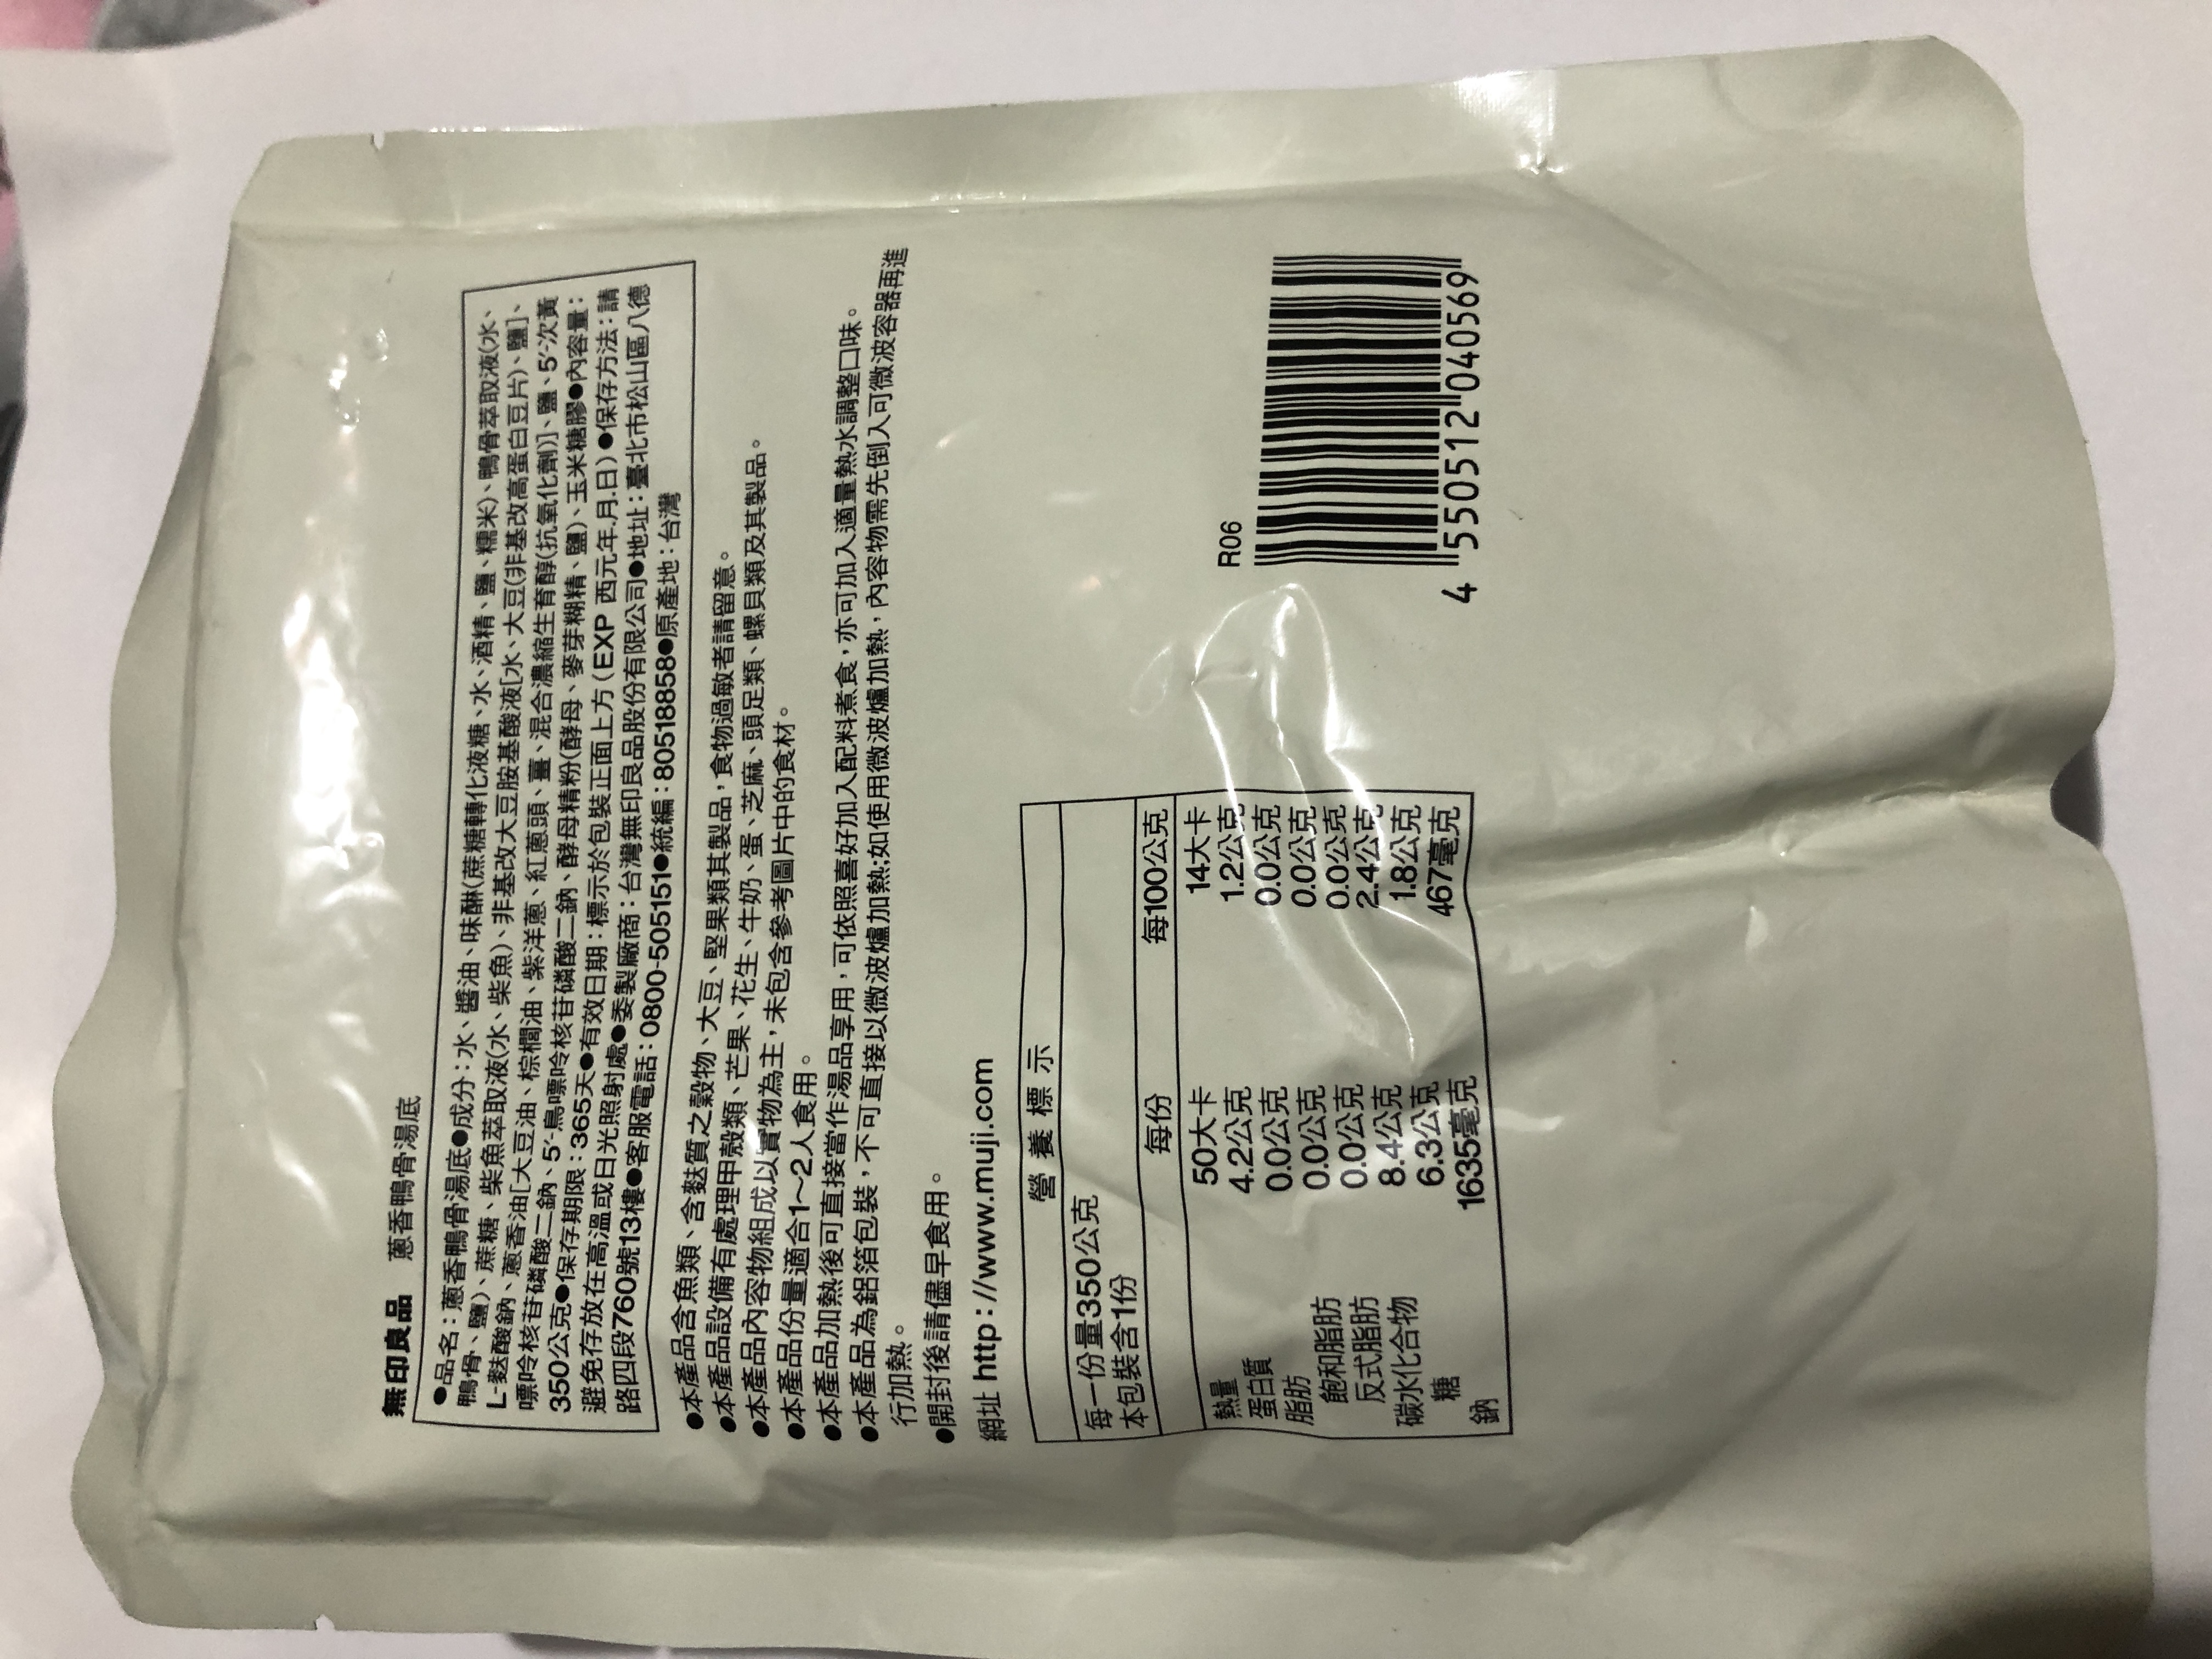 無印良品　蔥香鴨骨湯底
●品名：蔥香鴨骨湯底●成分：水、醬油、味醂(蔗糖轉化液糖、水、酒精、鹽、糯米)、鴨骨萃取液(水、
鴨骨、鹽)、蔗糖、柴魚萃取液(水、柴魚)、非基改大豆胺基酸液[水、大豆(非基改高蛋白豆片)、鹽]、
L-麩酸鈉、蔥香油[大豆油、棕櫚油、紫洋蔥、紅蔥頭、薑、混合濃縮生育醇(抗氧化劑)]、鹽、5'-次黃
嘌呤核苷磷酸二鈉、5'-鳥嘌呤核苷磷酸二鈉、酵母精粉(酵母、麥芽糊精、鹽)、玉米糖膠●內容量：
350公克●保存期限：365天●有效日期：標示於包裝正面上方(EXP 西元年.月.日)●保存方法：請
避免存放在高溫或日光照射處●委製廠商：台灣無印良品股份有限公司●地址：臺北市松山區八德
路四段760號13樓●客服電話：0800-505151●統編：80518858●原產地：台灣
●本產品含魚類、含麩質之穀物、大豆、堅果類其製品，食物過敏者請留意。
●本產品設備有處理甲殼類、芒果、花生、牛奶、蛋、芝麻、頭足類、螺貝類及其製品。
●本產品內容物組成以實物為主，未包含參考圖片中的食材。
●本產品份量適合1~2人食用。
●本產品加熱後可直接當作湯品享用，可依照喜好加入配料煮食，亦可加入適量熱水調整口味。
●本產品為鋁箔包裝，不可直接以微波爐加熱;如使用微波爐加熱，內容物需先倒入可微波容器再進
行加熱。
●開封後請儘早食用。
網址 http：//www.muji.com
營 養 標 示
每一份量350公克
本包裝含1份
每份 每100公克
熱量 50大卡 14大卡
蛋白質 4.2公克 1.2公克
脂肪 0.0公克 0.0公克
飽和脂肪 0.0公克 0.0公克
反式脂肪 0.0公克 0.0公克
碳水化合物 8.4公克 2.4公克
糖 6.3公克 1.8公克
鈉 1635毫克 467毫克
R06
4 550512 040569